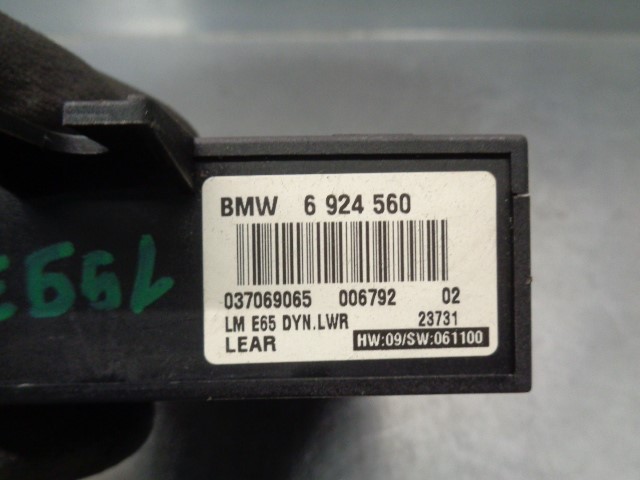 BMW 6 924 560
037069065 006792 02
LM E65 DYN.LWR 23731
LEAR HW:09/SW:061100